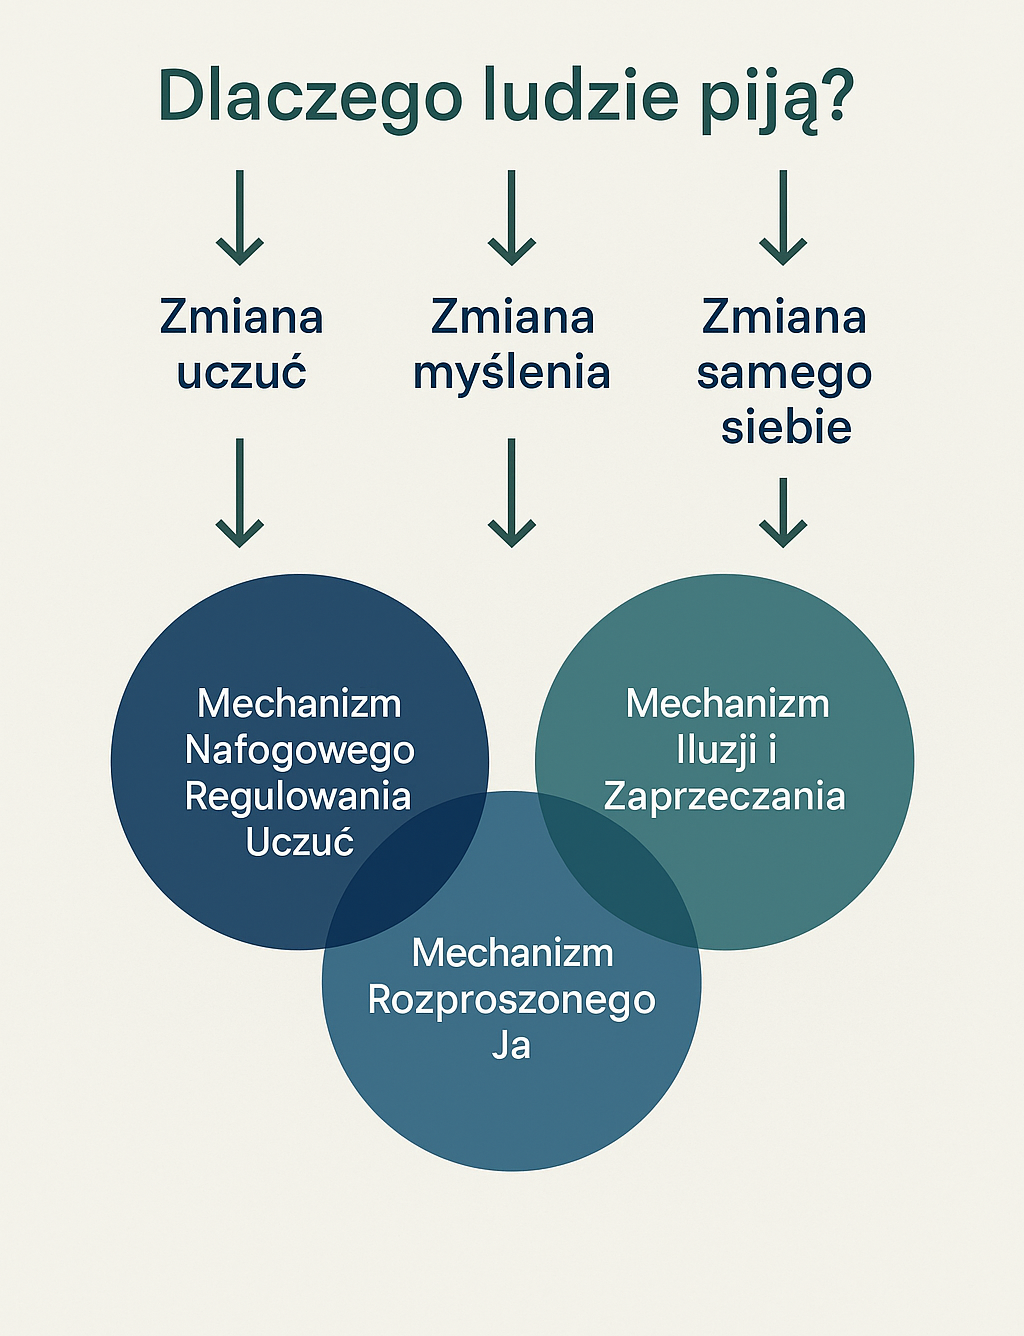 Dlaczego ludzie piją?
Zmiana
uczuć
Zmiana
myślenia
Zmiana
samego
siebie
Mechanizm
Nafogowego
Regulowania
Uczuć
Mechanizm
Iluzji i
Zaprzeczania
Mechanizm
Rozproszonego
Ja